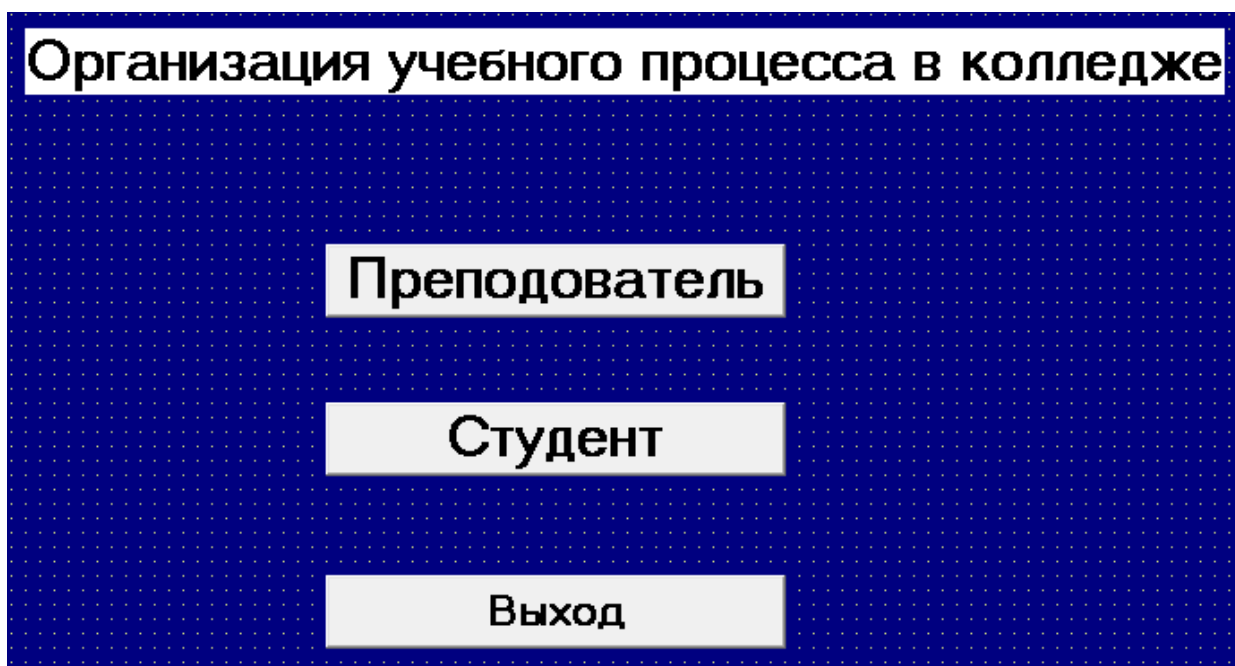 Организация учебного процесса в колледже
Преподователь
Студент
Выход